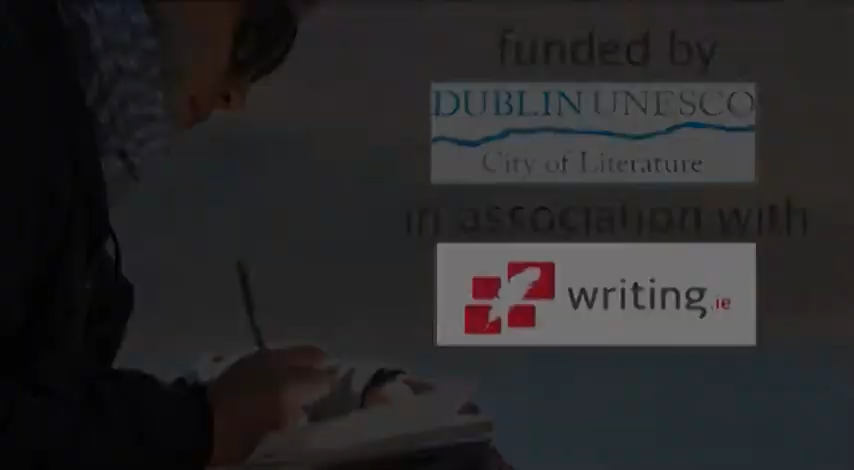 funded by
DUBLIN UNESCO
City of Literature
in association with
writing.ie